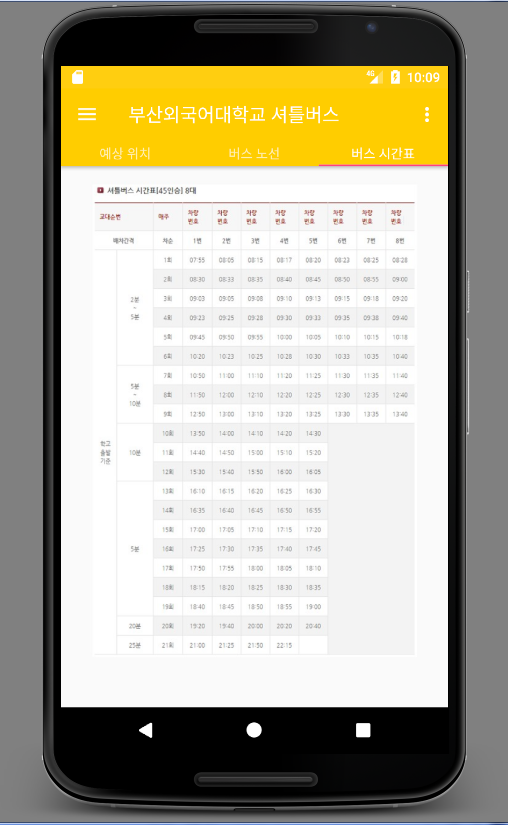 4G 10:09
부산외국어대학교 셔틀버스
예상 위치 버스 노선 버스 시간표
셔틀버스 시간표[45인승] 8대
교대순번 매주 차량번호 차량번호 차량번호 차량번호 차량번호 차량번호 차량번호 차량번호
배차간격 차순 1번 2번 3번 4번 5번 6번 7번 8번
학교 출발 기준
2분 ~ 5분
1회 07:55 08:05 08:15 08:17 08:20 08:23 08:25 08:28
2회 08:30 08:33 08:35 08:40 08:45 08:50 08:55 09:00
3회 09:03 09:05 09:08 09:10 09:13 09:15 09:18 09:20
4회 09:23 09:25 09:28 09:30 09:33 09:35 09:38 09:40
5회 09:45 09:50 09:55 10:00 10:05 10:10 10:15 10:18
6회 10:20 10:23 10:25 10:28 10:30 10:33 10:35 10:40
5분 ~ 10분
7회 10:50 11:00 11:10 11:20 11:25 11:30 11:35 11:40
8회 11:50 12:00 12:10 12:20 12:25 12:30 12:35 12:40
9회 12:50 13:00 13:10 13:20 13:25 13:30 13:35 13:40
10분
10회 13:50 14:00 14:10 14:20 14:30
11회 14:40 14:50 15:00 15:10 15:20
12회 15:30 15:40 15:50 16:00 16:05
5분
13회 16:10 16:15 16:20 16:25 16:30
14회 16:35 16:40 16:45 16:50 16:55
15회 17:00 17:05 17:10 17:15 17:20
16회 17:25 17:30 17:35 17:40 17:45
17회 17:50 17:55 18:00 18:05 18:10
18회 18:15 18:20 18:25 18:30 18:35
19회 18:40 18:45 18:50 18:55 19:00
20분 20회 19:20 19:40 20:00 20:20 20:40
25분 21회 21:00 21:25 21:50 22:15